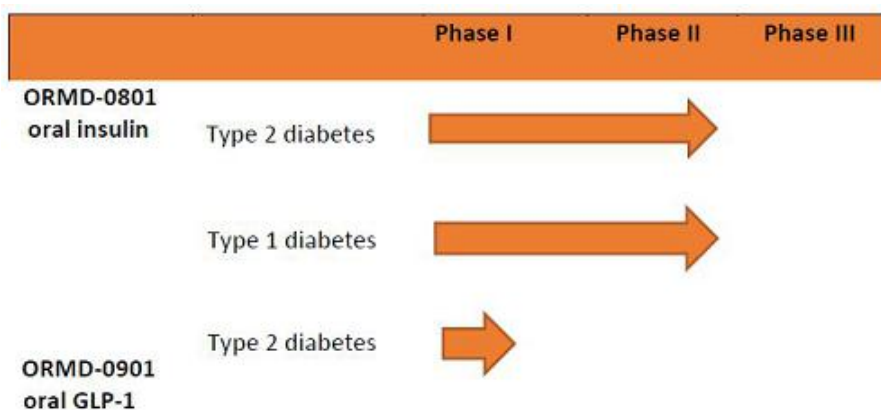 Phase I Phase II Phase III
ORMD-0801
oral insulin
Type 2 diabetes
Type 1 diabetes
Type 2 diabetes
ORMD-0901
oral GLP-1